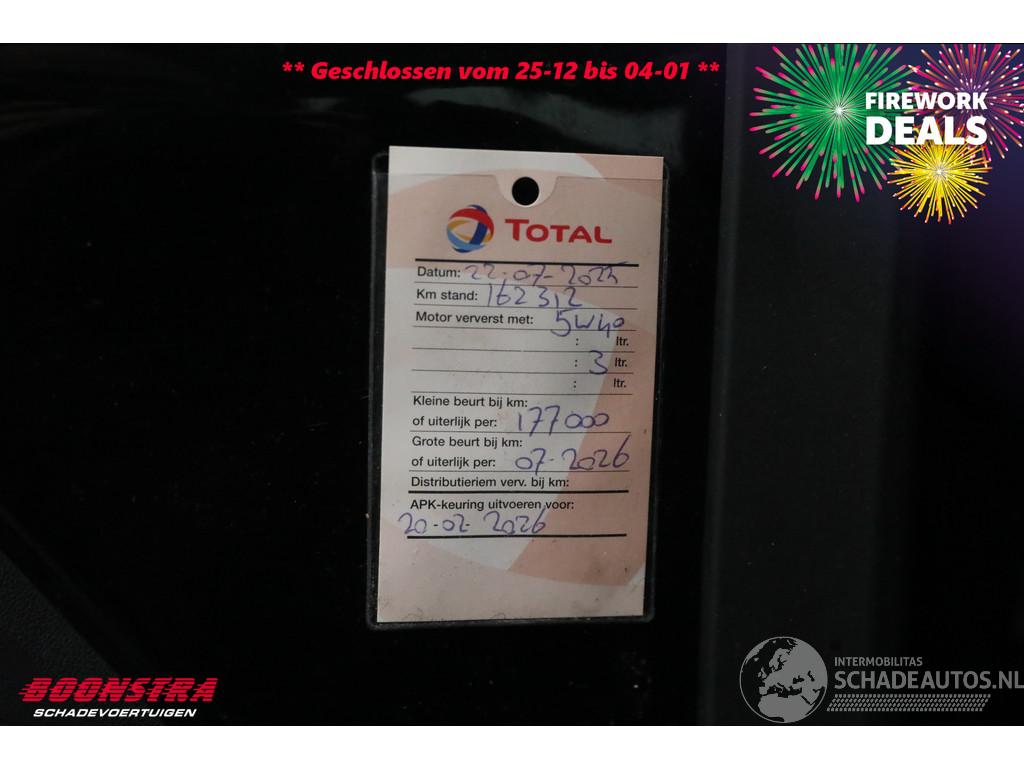 ** Geschlossen vom 25-12 bis 04-01 **
FIREWORK
DEALS
TOTAL
Datum: 22-07-2025
Km stand: 162312
Motor ververst met: 5W40
: ltr.
: 3 ltr.
: ltr.
Kleine beurt bij km:
of uiterlijk per: 177000
Grote beurt bij km:
of uiterlijk per: 07-2026
Distributieriem verv. bij km:
APK-keuring uitvoeren voor:
20-02-2026
BOONSTRA
SCHADEVOERTUIGEN
INTERMOBILITAS
SCHADEAUTOS.NL